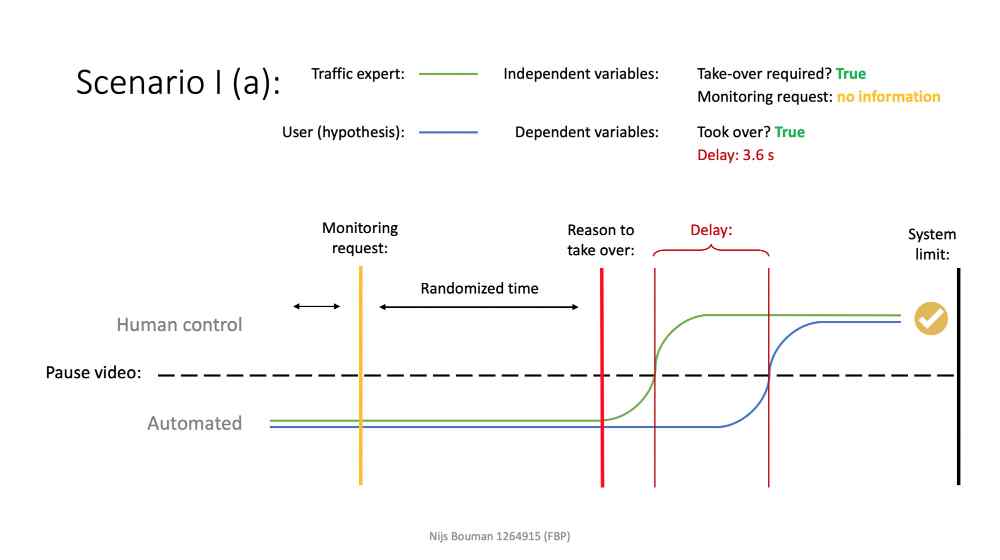 Scenario I (a):
Traffic expert:
Independent variables:
Take-over required? True
Monitoring request: no information
User (hypothesis):
Dependent variables:
Took over? True
Delay: 3.6 s
Monitoring
request:
Reason to
take over:
Delay:
System
limit:
Randomized time
Human control
Pause video:
Automated
Nijs Bouman 1264915 (FBP)